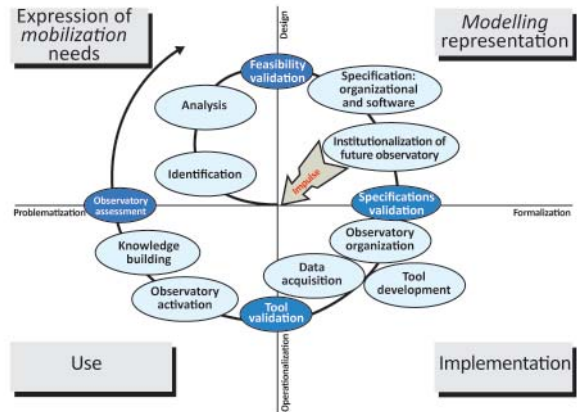 Expression of
mobilization
needs
Design
Modelling
representation
Feasibility
validation
Specification:
organizational
and software
Analysis
Institutionalization of
future observatory
Identification
Impulse
Problematization
Observatory
assessment
Specifications
validation
Formalization
Observatory
organization
Knowledge
building
Data
acquisition
Tool
development
Observatory
activation
Tool
validation
Use
Operationalization
Implementation